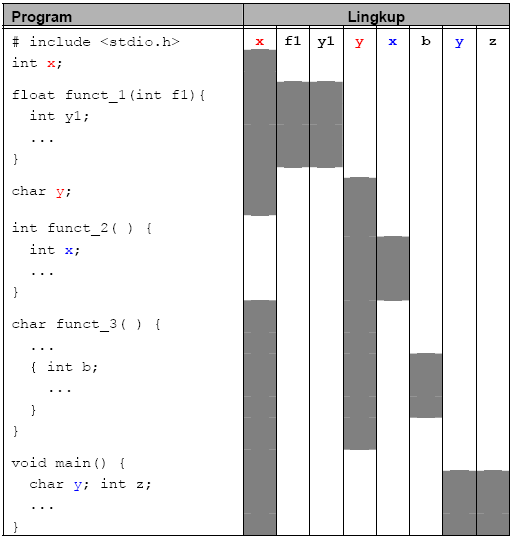 Program Lingkup
# include <stdio.h> x f1 y1 y x b y z
int x;
float funct_1(int f1){
int y1;
...
}
char y;
int funct_2( ) {
int x;
...
}
char funct_3( ) {
...
{ int b;
...
}
}
void main() {
char y; int z;
...
}